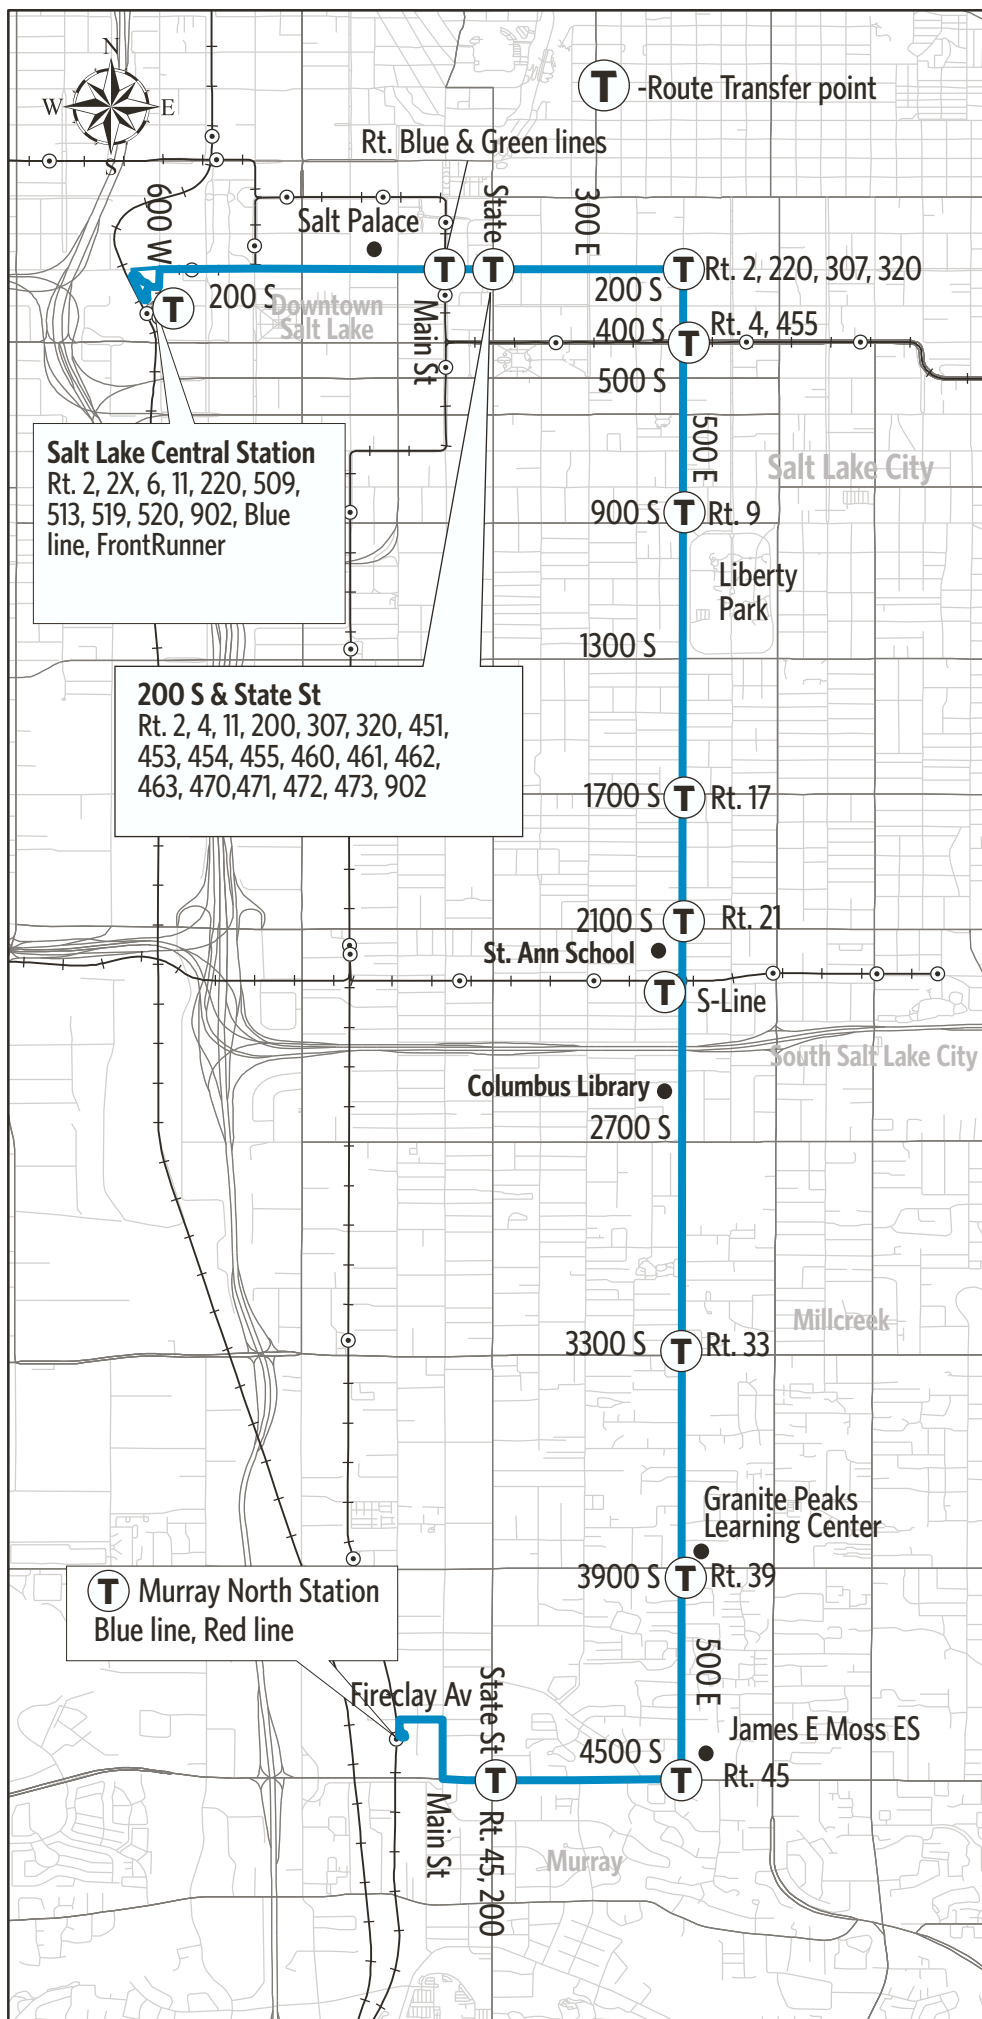 N
W
E
S
T -Route Transfer point
Rt. Blue & Green lines
600 W
Salt Palace
State
300 E
T
T
T
Rt. 2, 220, 307, 320
200 S
200 S
T
Downtown
Salt Lake
Main St
400 S
T
Rt. 4, 455
500 S
500 E
Salt Lake Central Station
Rt. 2, 2X, 6, 11, 220, 509,
513, 519, 520, 902, Blue
line, FrontRunner
Salt Lake City
900 S
T
Rt. 9
Liberty
Park
1300 S
200 S & State St
Rt. 2, 4, 11, 200, 307, 320, 451,
453, 454, 455, 460, 461, 462,
463, 470,471, 472, 473, 902
1700 S
T
Rt. 17
2100 S
T
Rt. 21
St. Ann School
T
S-Line
South Salt Lake City
Columbus Library
2700 S
Millcreek
3300 S
T
Rt. 33
Granite Peaks
Learning Center
3900 S
T
Rt. 39
T Murray North Station
Blue line, Red line
500 E
Fireclay Av
State St
James E Moss ES
4500 S
T
T
Rt. 45
Main St
Rt. 45, 200
Murray